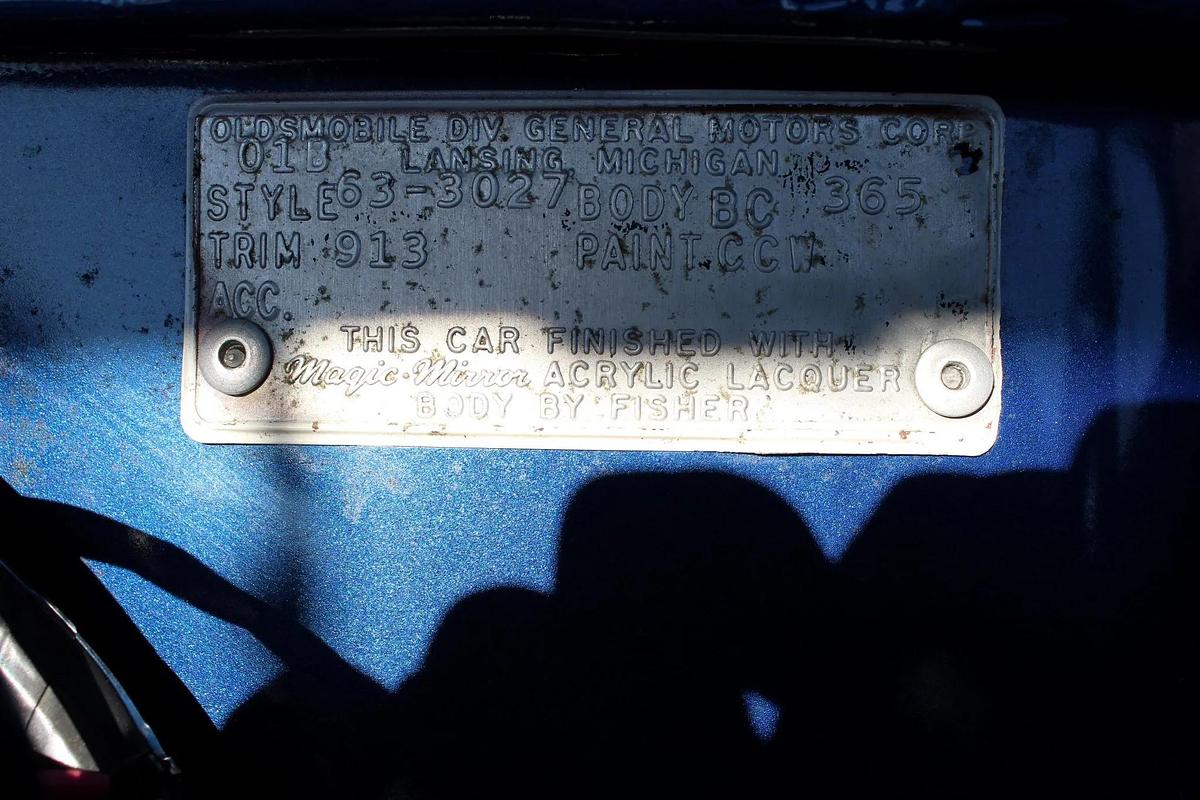 OLDSMOBILE DIV. GENERAL MOTORS CORP.
01B LANSING, MICHIGAN
STYLE 63-3027 BODY BC 365
TRIM 913 PAINT CCW
ACC.
THIS CAR FINISHED WITH
Magic-Mirror ACRYLIC LACQUER
BODY BY FISHER